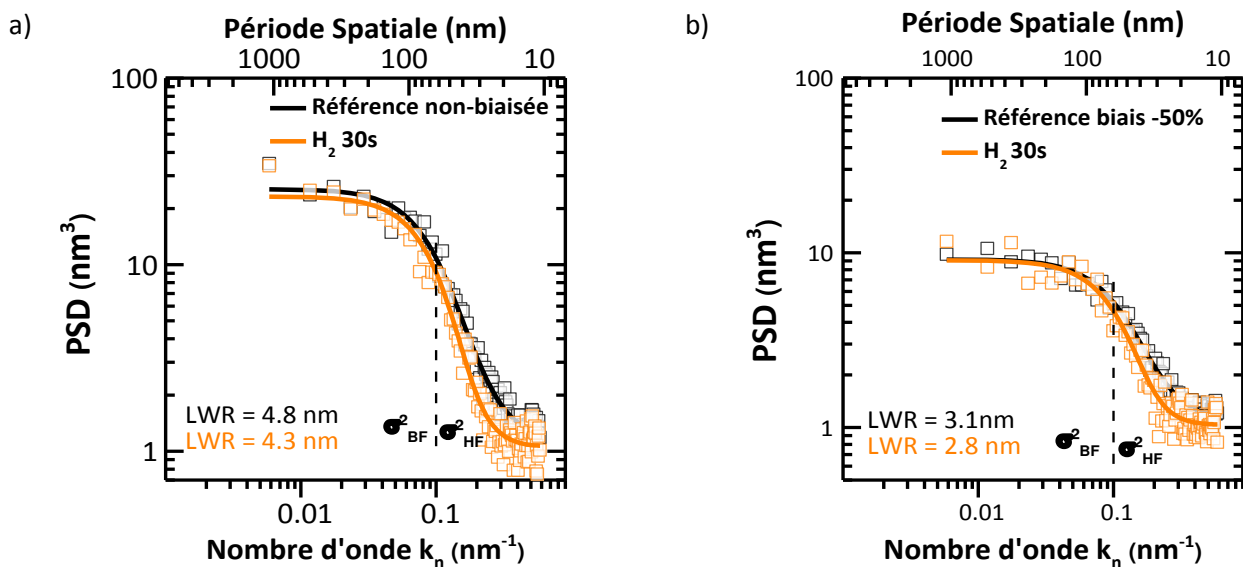 a)
Période Spatiale (nm)
1000 100 10
100
10
1
PSD (nm³)
Référence non-biaisée
H₂ 30s
LWR = 4.8 nm
LWR = 4.3 nm
σ²BF σ²HF
0.01 0.1
Nombre d'onde kₙ (nm⁻¹)
b)
Période Spatiale (nm)
1000 100 10
100
10
1
PSD (nm³)
Référence biais -50%
H₂ 30s
LWR = 3.1nm
LWR = 2.8 nm
σ²BF σ²HF
0.01 0.1
Nombre d'onde kₙ (nm⁻¹)